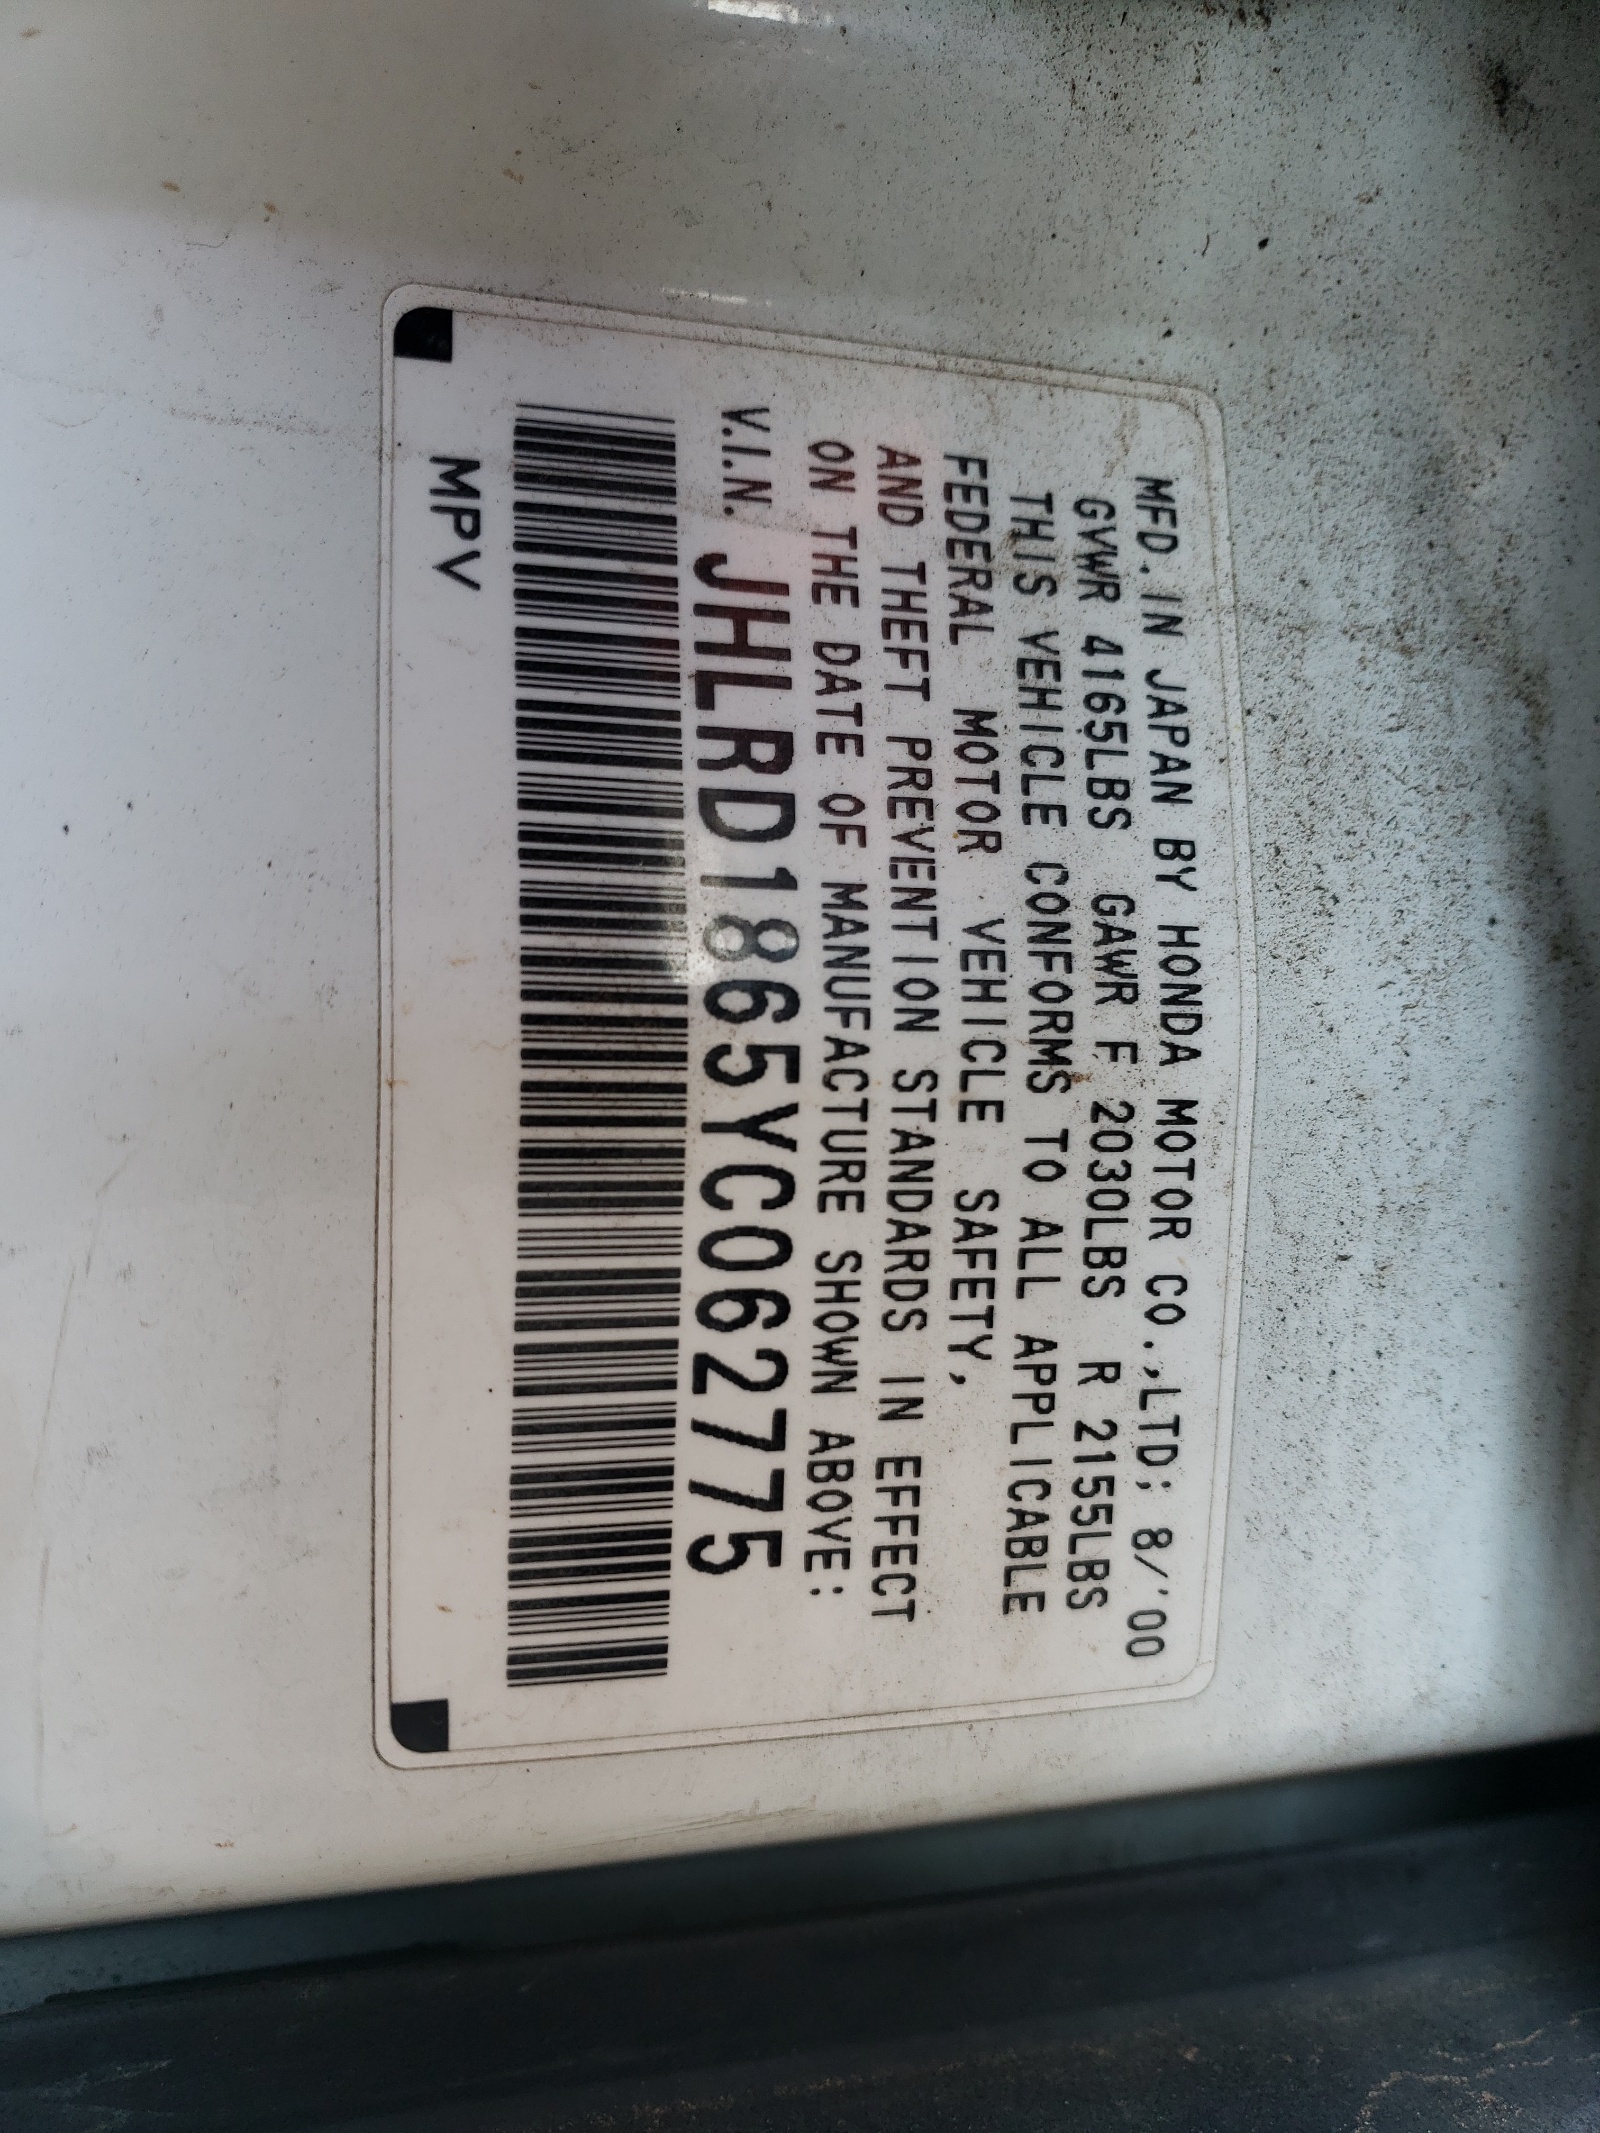 MFD. IN JAPAN BY HONDA MOTOR CO.,LTD; 8/'00
GVWR 4165LBS GAWR F 2030LBS R 2155LBS
THIS VEHICLE CONFORMS TO ALL APPLICABLE
FEDERAL MOTOR VEHICLE SAFETY,
AND THEFT PREVENTION STANDARDS IN EFFECT
ON THE DATE OF MANUFACTURE SHOWN ABOVE:
V.I.N. JHLRD1865YC062775
MPV